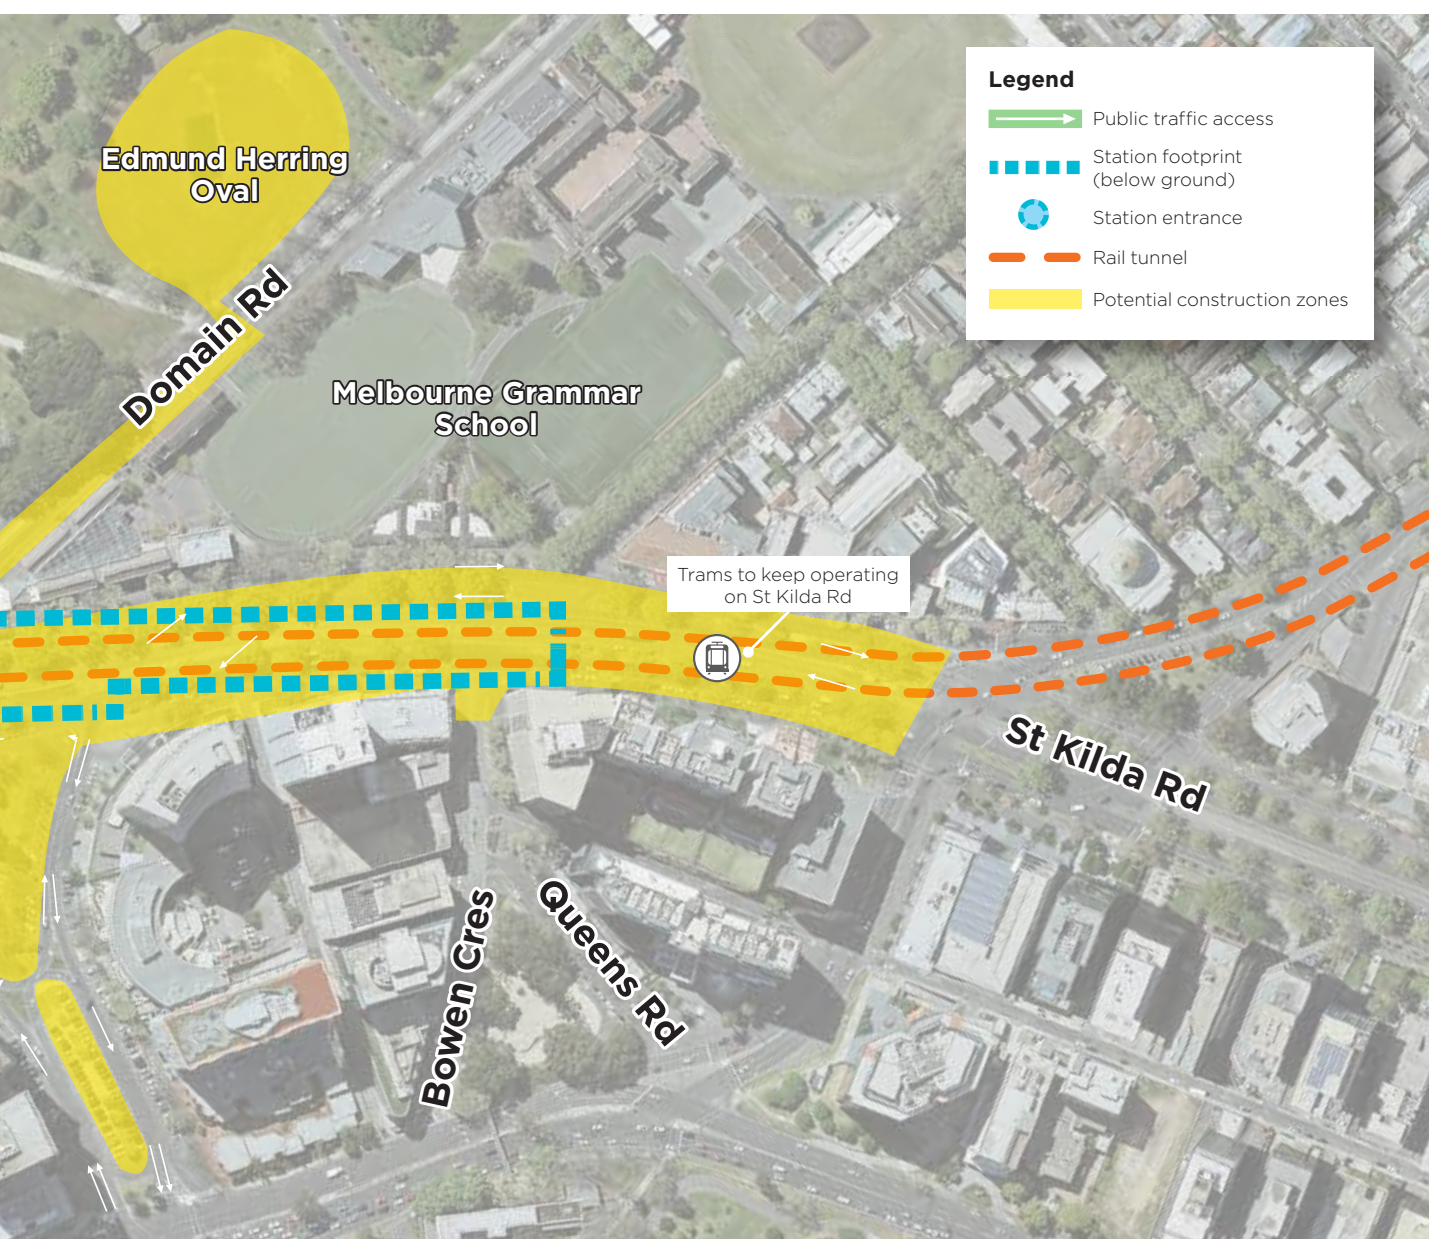 Legend
Public traffic access
Station footprint
(below ground)
Station entrance
Rail tunnel
Potential construction zones
Edmund Herring
Oval
Domain Rd
Melbourne Grammar
School
Trams to keep operating
on St Kilda Rd
St Kilda Rd
Queens Rd
Bowen Cres